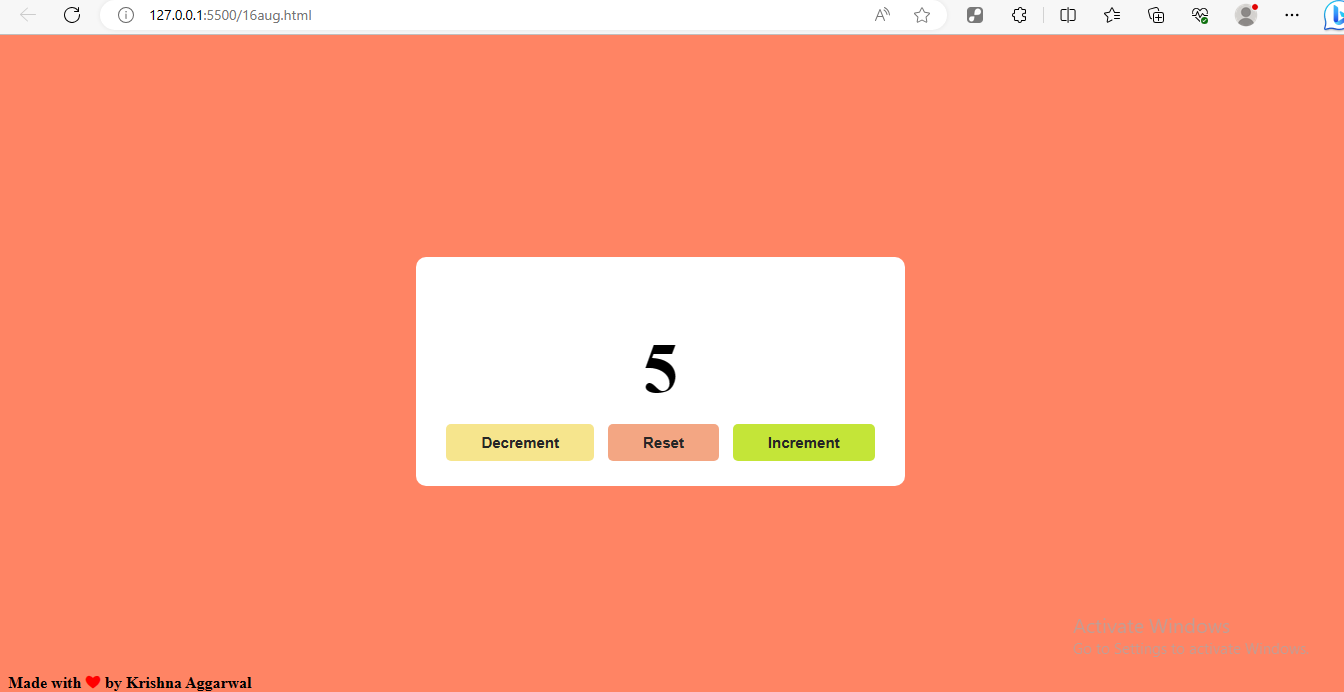 127.0.0.1:5500/16aug.html
5
Decrement Reset Increment
Activate Windows
Go to Settings to activate Windows.
Made with ❤ by Krishna Aggarwal